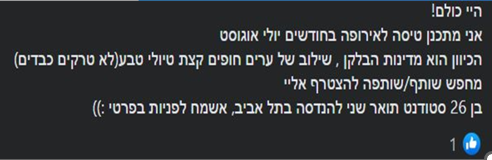 היי כולם!
אני מתכנן טיסה לאירופה בחודשים יולי אוגוסט
הכיוון הוא מדינות הבלקן , שילוב של ערים חופים קצת טיולי טבע(לא טרקים כבדים)
מחפש שותף/שותפה להצטרף אליי
בן 26 סטודנט תואר שני להנדסה בתל אביב, אשמח לפניות בפרטי :))
1